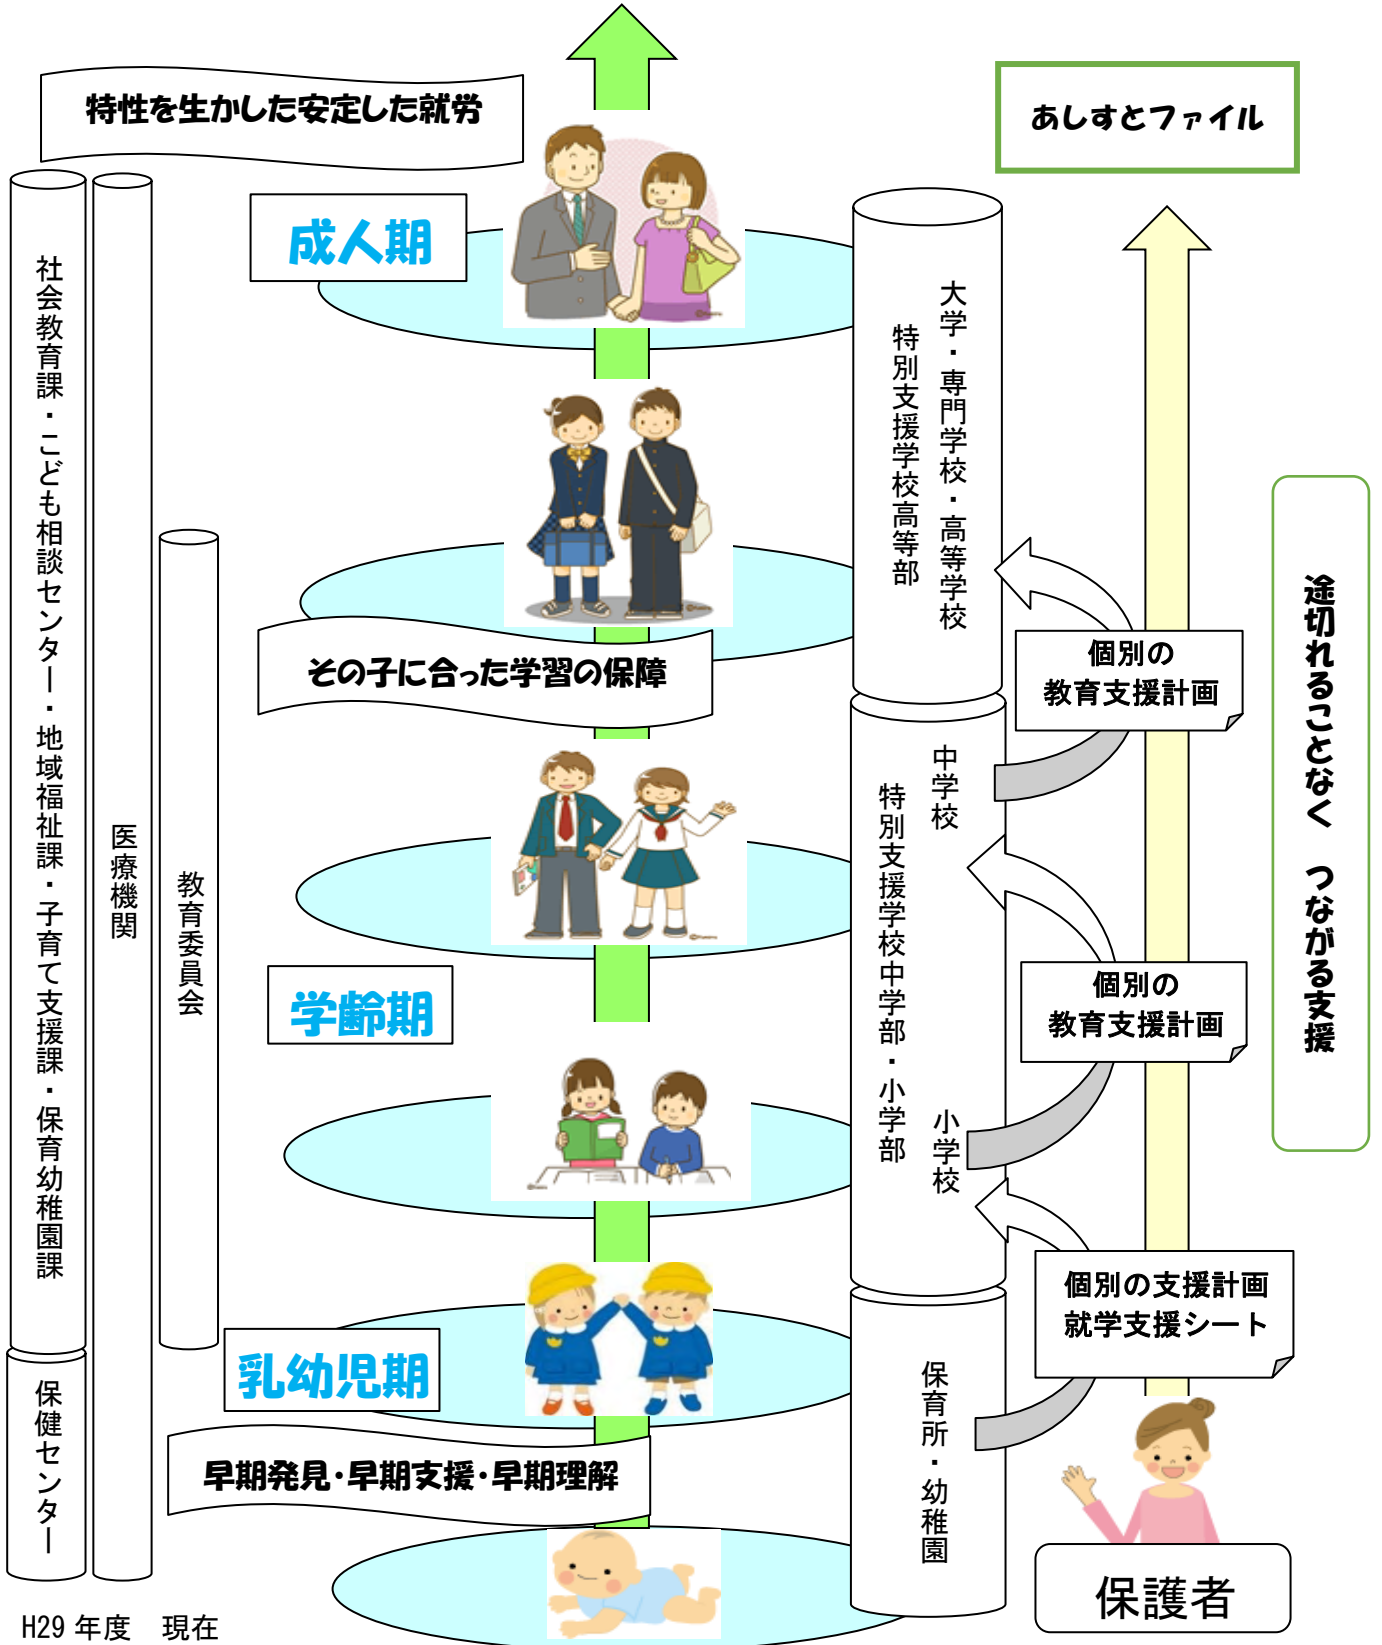 特性を生かした安定した就労
あしすとファイル
成人期
社会教育課・こども相談センター・地域福祉課・子育て支援課・保育幼稚園課
医療機関
教育委員会
保健センター
大学・専門学校・高等学校
特別支援学校高等部
その子に合った学習の保障
個別の
教育支援計画
途切れることなく　つながる支援
中学校
特別支援学校中学部・小学部
小学校
学齢期
個別の
教育支援計画
個別の支援計画
就学支援シート
乳幼児期
保育所・幼稚園
早期発見・早期支援・早期理解
保護者
H29 年度　現在